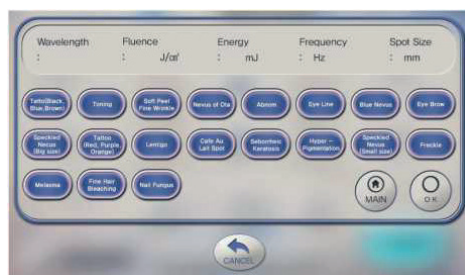 Wavelength Fluence Energy Frequency Spot Size
: : J/㎠ : mJ : Hz : mm
Tatto(Black,
Blue,Brown)
Toning
Soft Peel
Fine Wrinkle
Nevus of Ota
Abnom
Eye Line
Blue Nevus
Eye Brow
Speckled
Nevus
(Big size)
Tattoo
(Red, Purple,
Orange)
Lentigo
Cafe Au
Lait Spot
Seborrheic
Keratosis
Hyper -
Pigmentation
Speckled
Nevus
(Small size)
Freckle
Melasma
Fine Hair
Bleaching
Nail Fungus
MAIN
O K
CANCEL